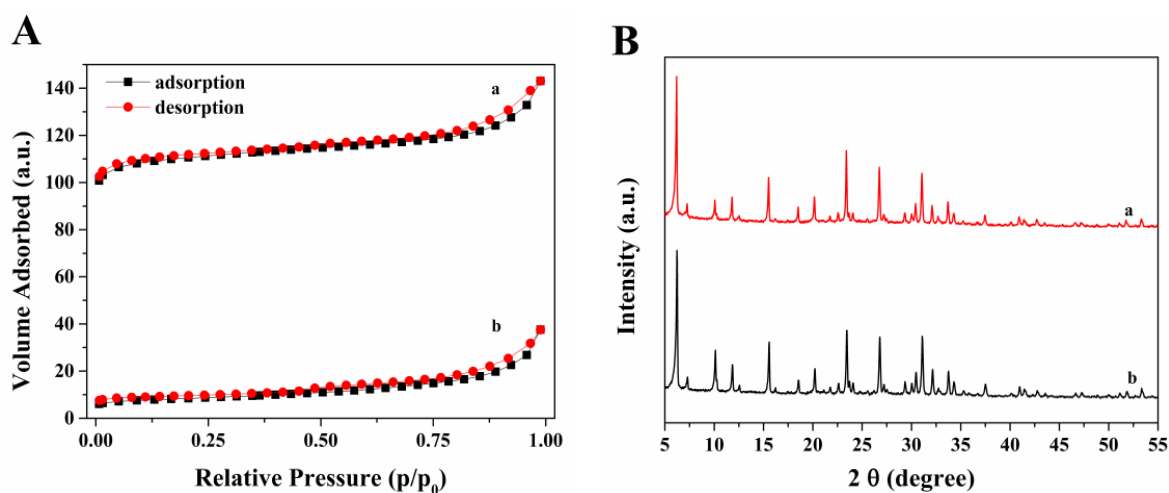 A
adsorption
desorption
a
b
140
120
100
80
60
40
20
0
0.00 0.25 0.50 0.75 1.00
Volume Adsorbed (a.u.)
Relative Pressure (p/p₀)
B
a
b
5 10 15 20 25 30 35 40 45 50 55
Intensity (a.u.)
2 θ (degree)